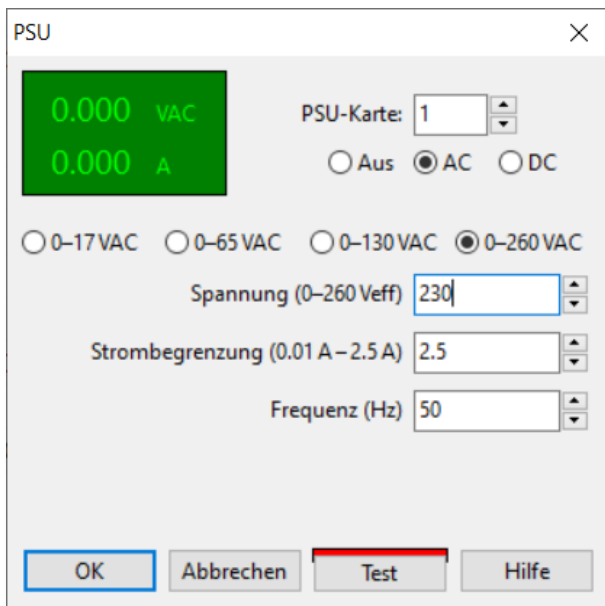 PSU
0.000 VAC
0.000 A
PSU-Karte: 1
Aus AC DC
0–17 VAC 0–65 VAC 0–130 VAC 0–260 VAC
Spannung (0–260 Veff) 230
Strombegrenzung (0.01 A – 2.5 A) 2.5
Frequenz (Hz) 50
OK Abbrechen Test Hilfe